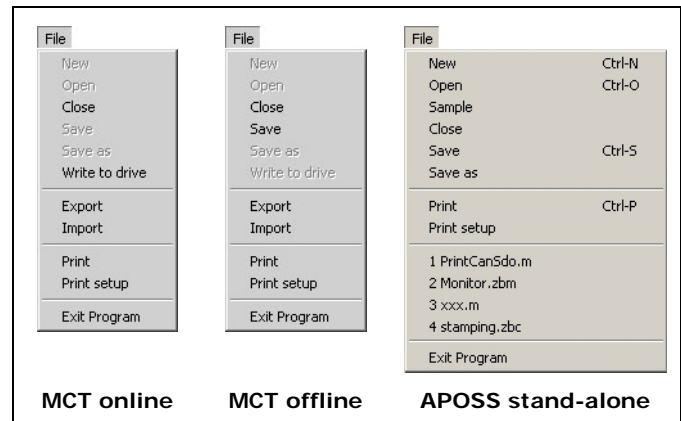 File
New
Open
Close
Save
Save as
Write to drive
Export
Import
Print
Print setup
Exit Program
MCT online
File
New
Open
Close
Save
Save as
Write to drive
Export
Import
Print
Print setup
Exit Program
MCT offline
File
New Ctrl-N
Open Ctrl-O
Sample
Close
Save Ctrl-S
Save as
Print Ctrl-P
Print setup
1 PrintCanSdo.m
2 Monitor.zbm
3 xxx.m
4 stamping.zbc
Exit Program
APOSS stand-alone